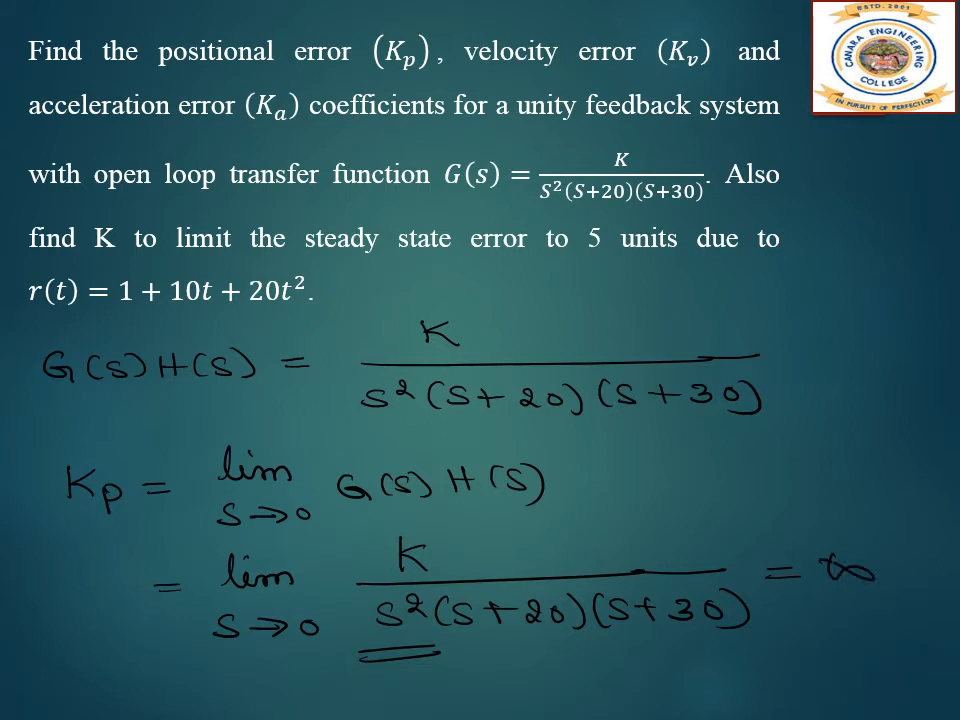 ESTD. 2001
CANARA ENGINEERING
COLLEGE
IN PURSUIT OF PERFECTION
Find the positional error (K_p), velocity error (K_v) and
acceleration error (K_a) coefficients for a unity feedback system
with open loop transfer function G(s) = K / S²(S+20)(S+30). Also
find K to limit the steady state error to 5 units due to
r(t) = 1 + 10t + 20t².
G(s)H(s) = K / s²(s+20)(s+30)
Kp = lim s→0 G(s)H(s)
= lim s→0 K / s²(s+20)(s+30) = ∞